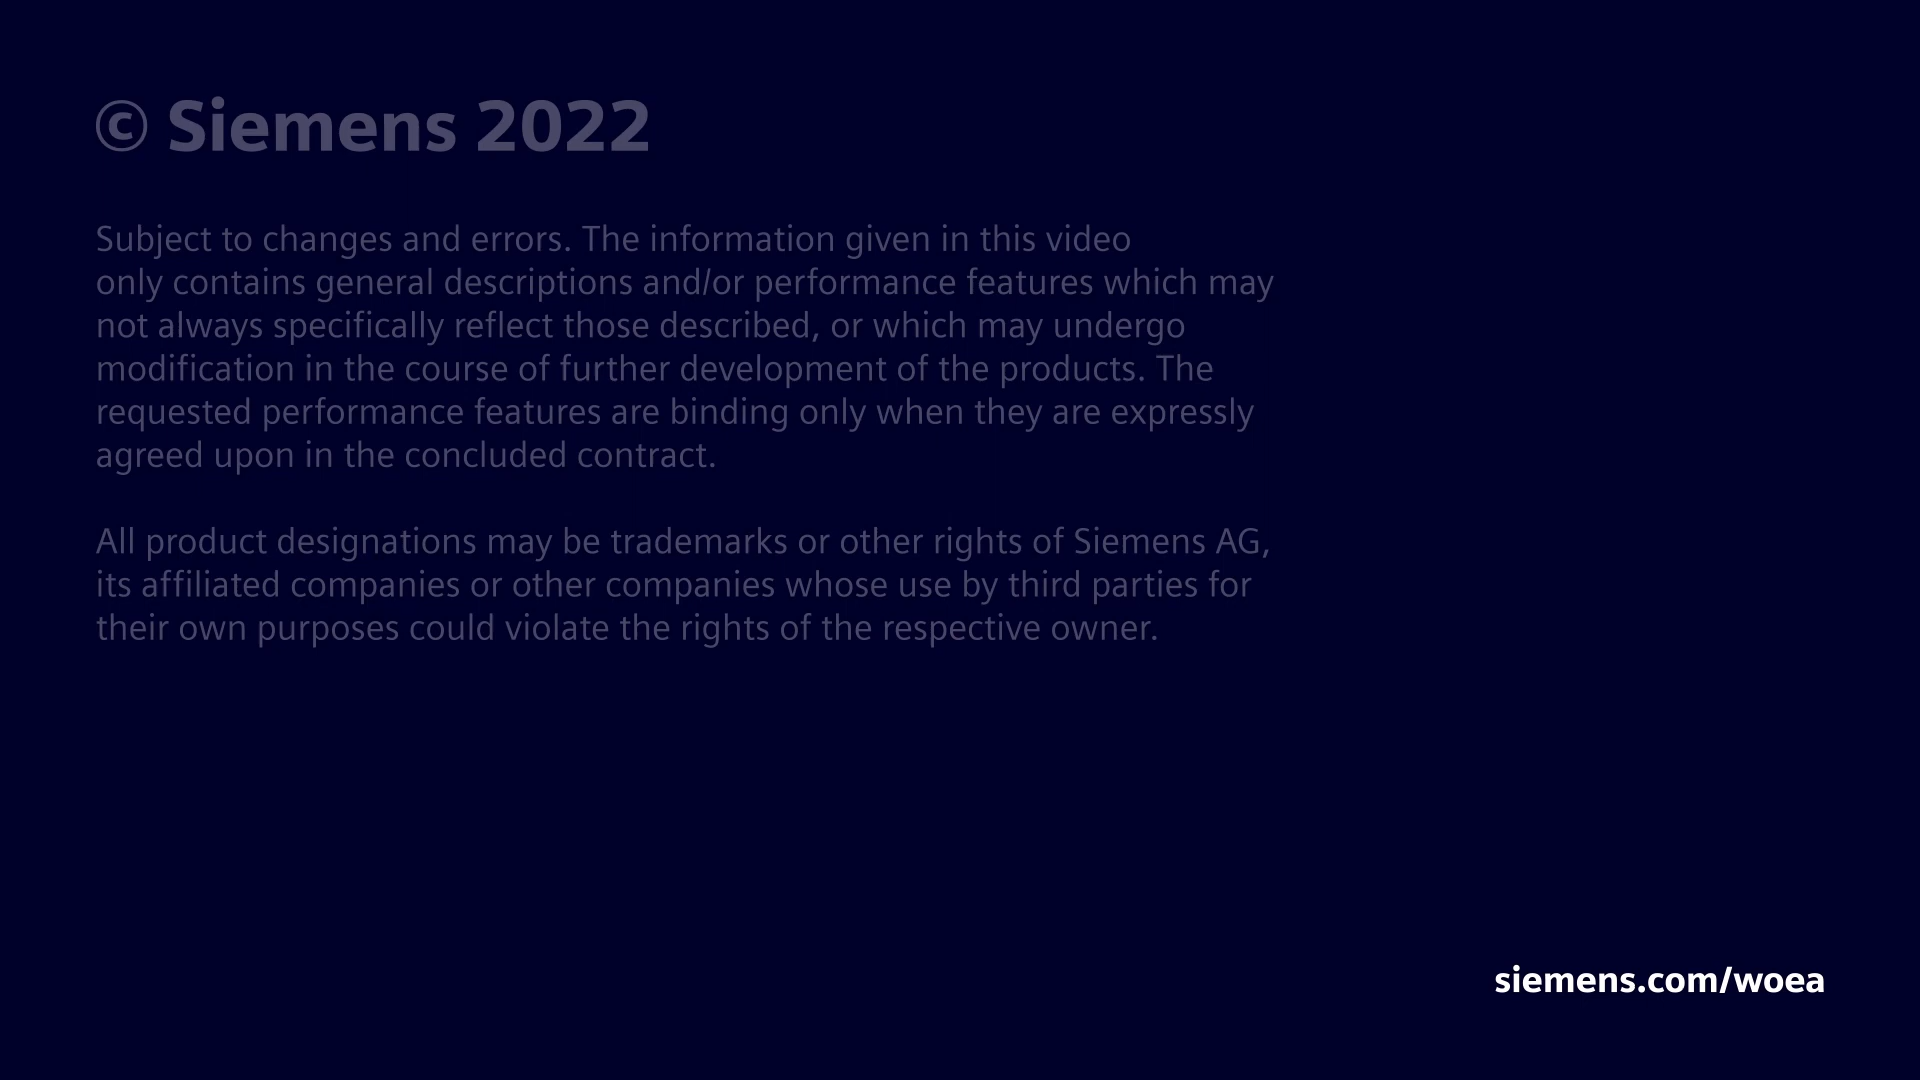 © Siemens 2022
Subject to changes and errors. The information given in this video
only contains general descriptions and/or performance features which may
not always specifically reflect those described, or which may undergo
modification in the course of further development of the products. The
requested performance features are binding only when they are expressly
agreed upon in the concluded contract.
All product designations may be trademarks or other rights of Siemens AG,
its affiliated companies or other companies whose use by third parties for
their own purposes could violate the rights of the respective owner.
siemens.com/woea